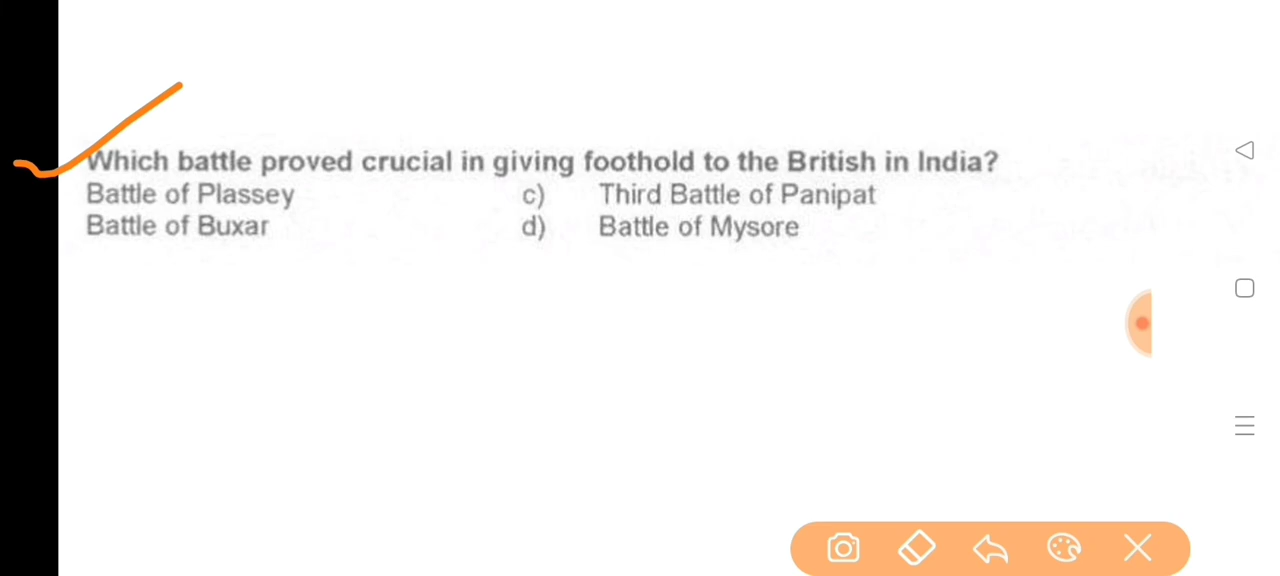 Which battle proved crucial in giving foothold to the British in India?
Battle of Plassey c) Third Battle of Panipat
Battle of Buxar d) Battle of Mysore